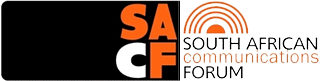 SA
CF
SOUTH AFRICAN
communications
FORUM